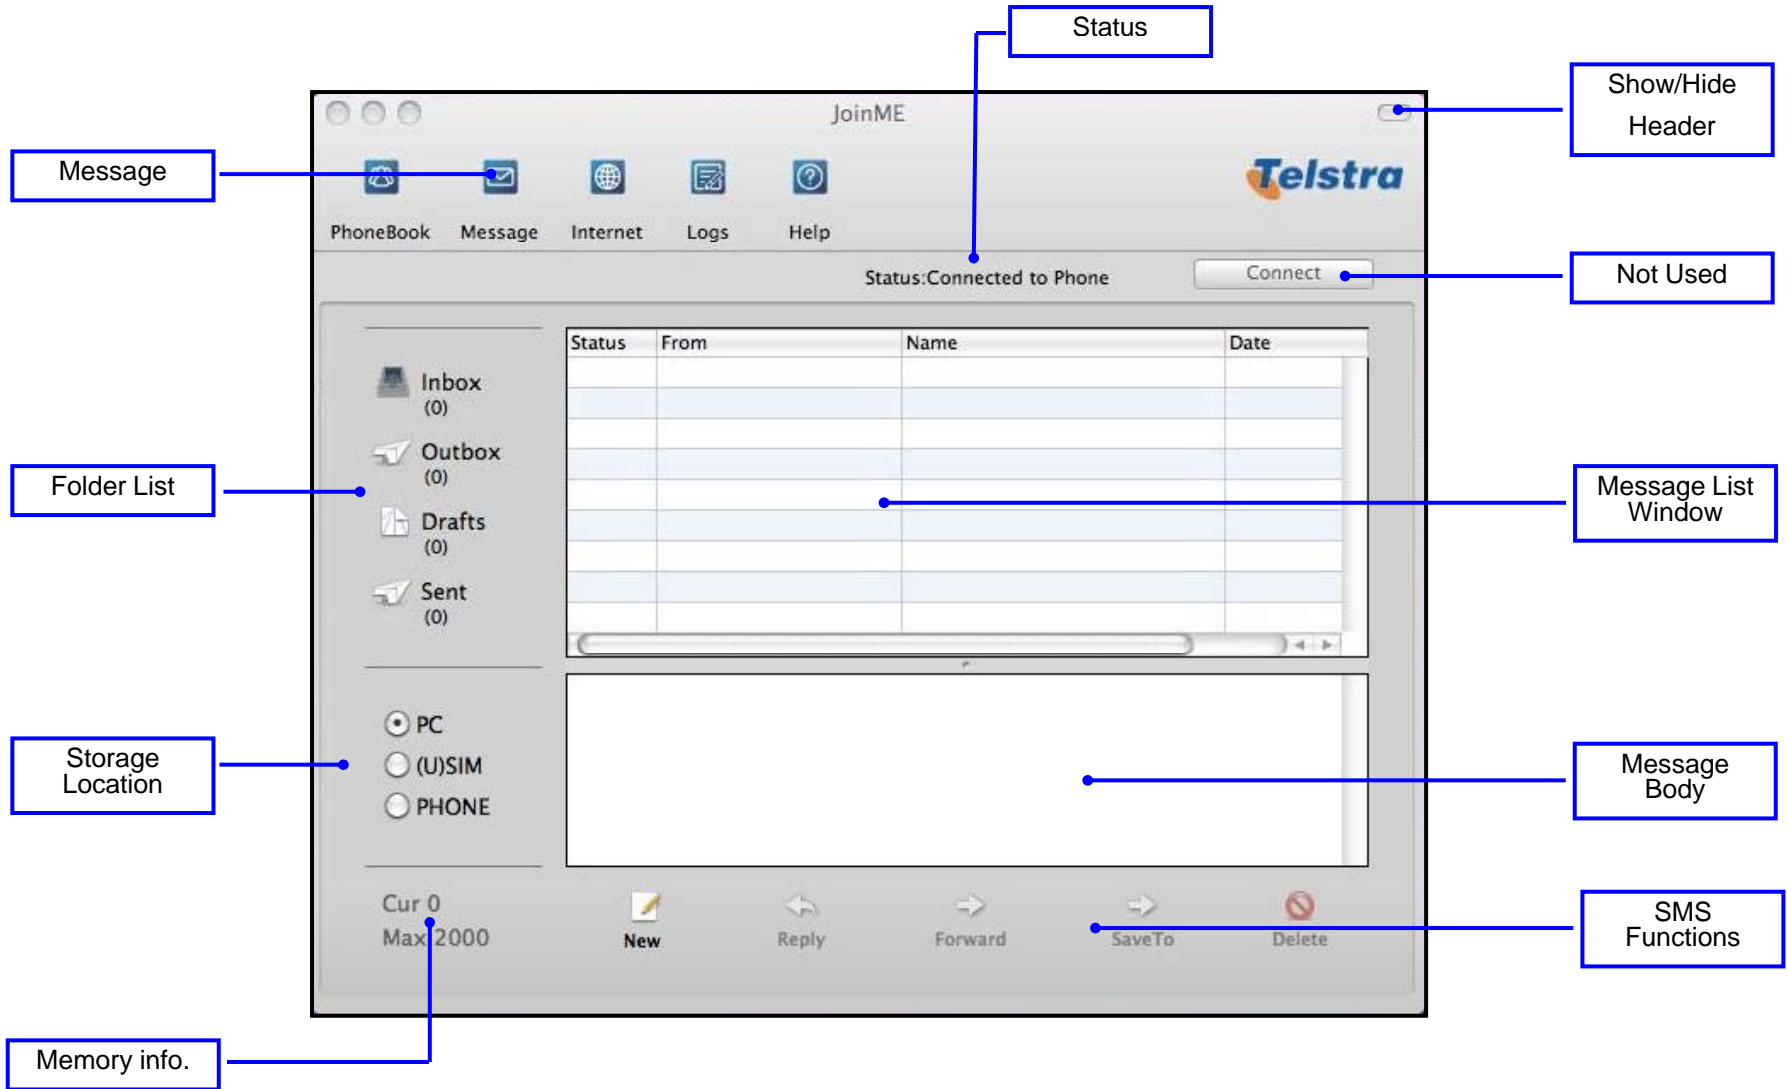 Status
Show/Hide
Header
JoinME
Message
Telstra
PhoneBook Message Internet Logs Help
Status:Connected to Phone
Connect
Not Used
Status From Name Date
Inbox
(0)
Outbox
(0)
Folder List
Message List
Window
Drafts
(0)
Sent
(0)
PC
Storage
Location
(U)SIM
Message
Body
PHONE
Cur 0
Max 2000
New Reply Forward SaveTo Delete
SMS
Functions
Memory info.